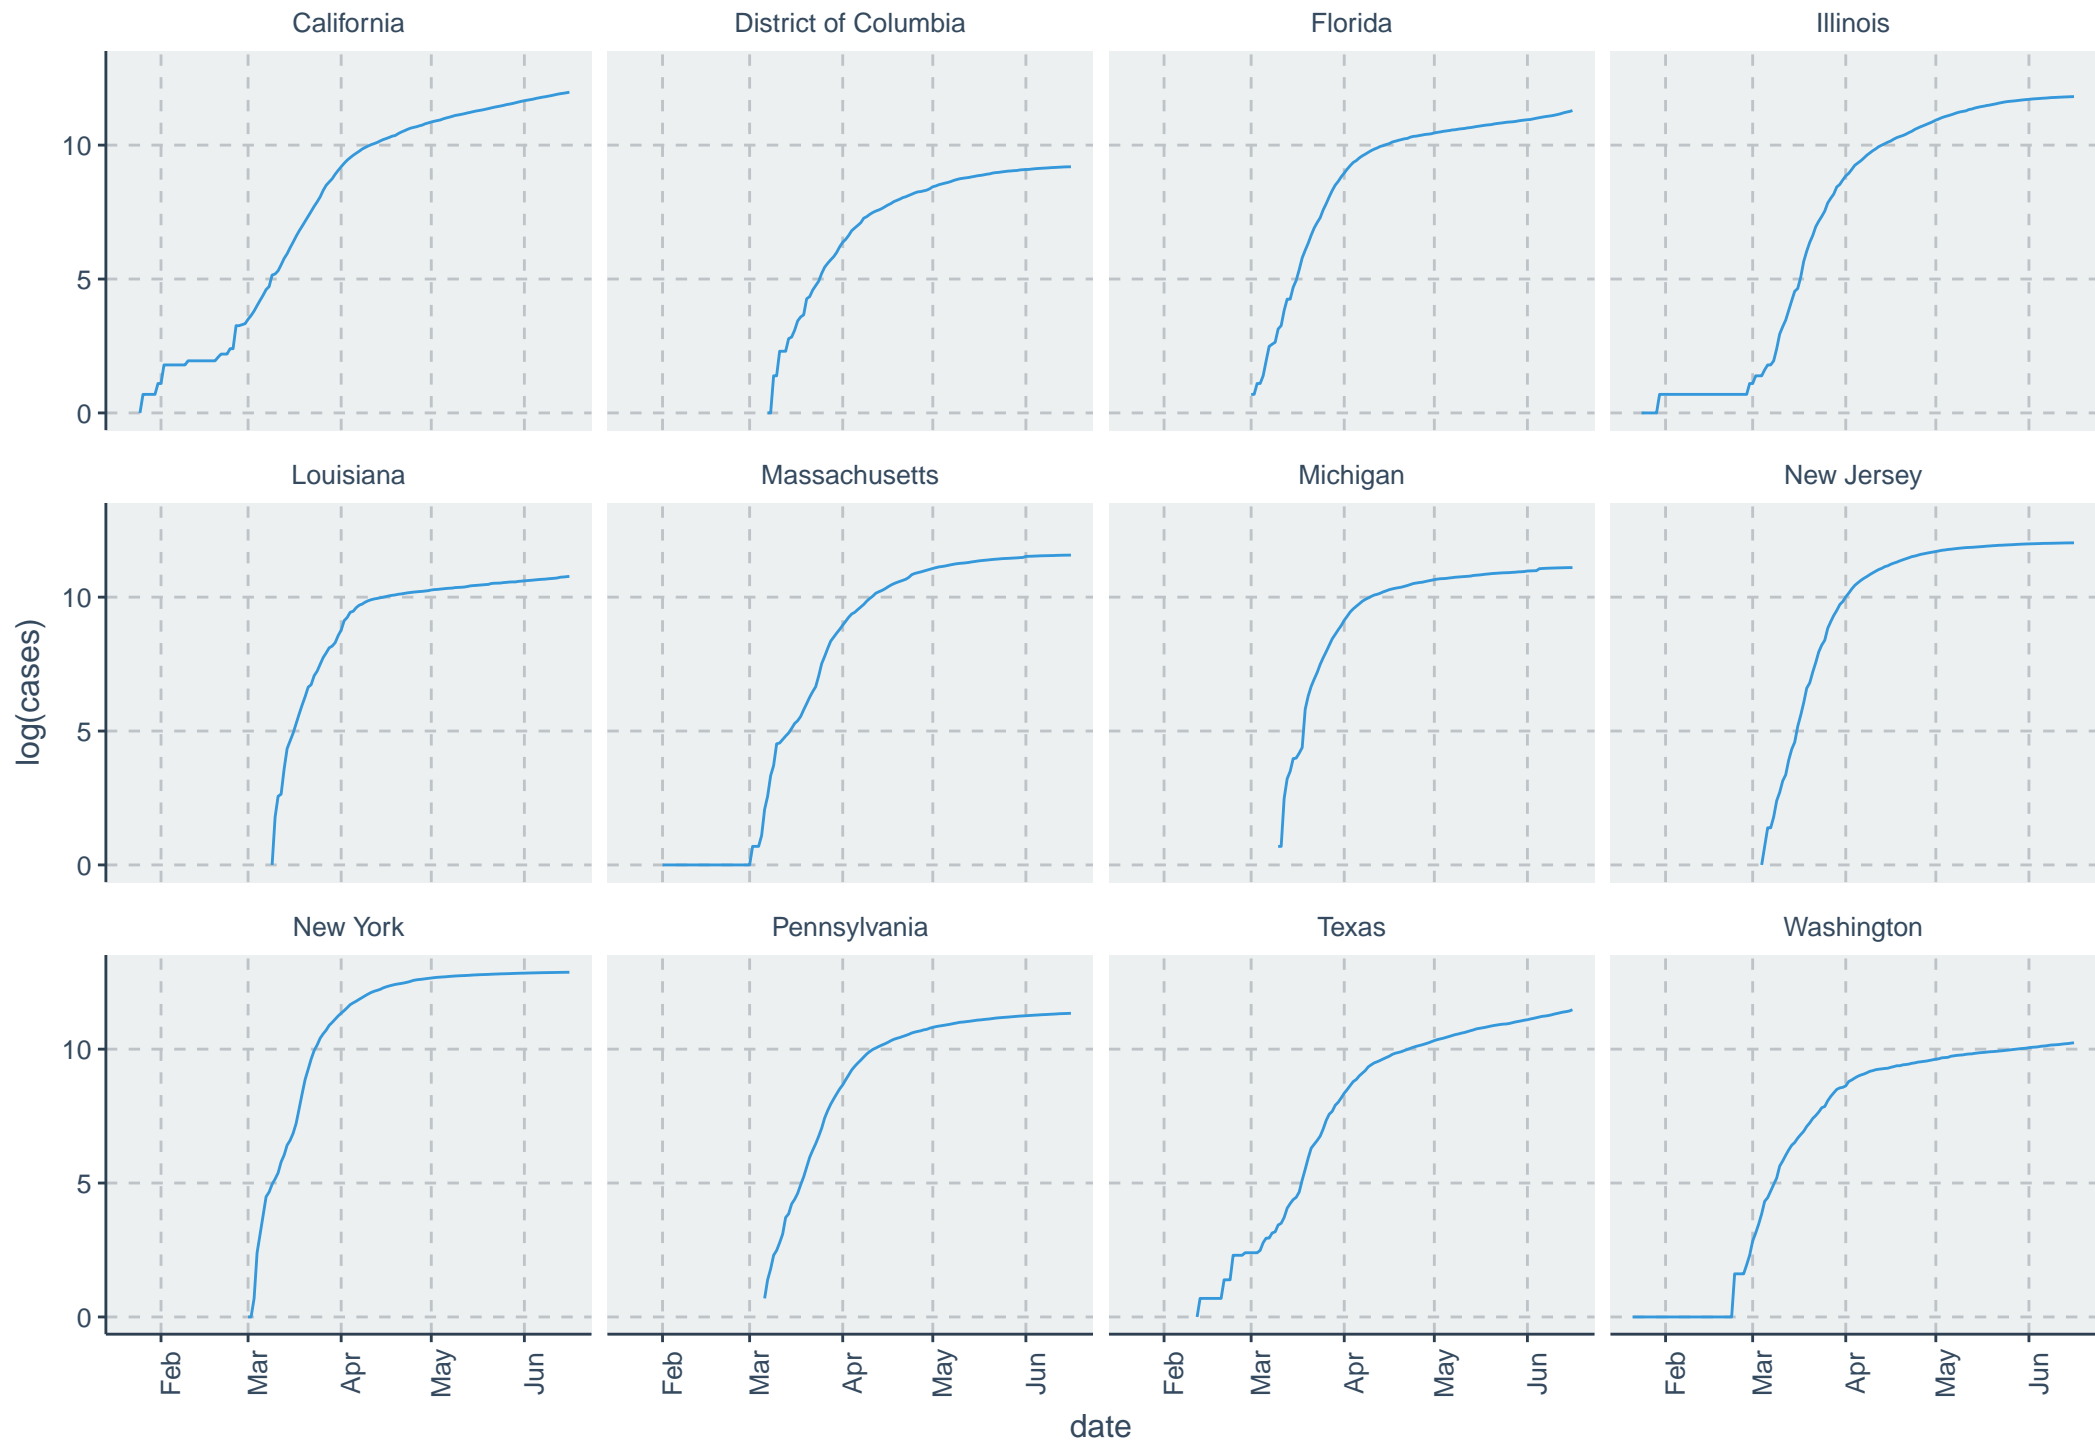 California District of Columbia Florida Illinois
10
5
0
Louisiana Massachusetts Michigan New Jersey
10
5
0
log(cases)
New York Pennsylvania Texas Washington
10
5
0
Feb Mar Apr May Jun Feb Mar Apr May Jun Feb Mar Apr May Jun Feb Mar Apr May Jun
date